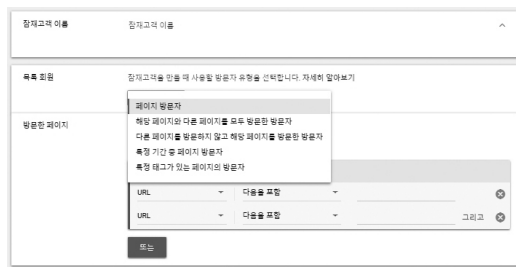 잠재고객 이름
잠재고객 이름
목록 회원
잠재고객을 만들 때 사용할 방문자 유형을 선택합니다. 자세히 알아보기
페이지 방문자
해당 페이지와 다른 페이지를 모두 방문한 방문자
방문한 페이지
다른 페이지를 방문하지 않고 해당 페이지를 방문한 방문자
특정 기간 중 페이지 방문자
특정 태그가 있는 페이지의 방문자
URL 다음을 포함
URL 다음을 포함 그리고
또는